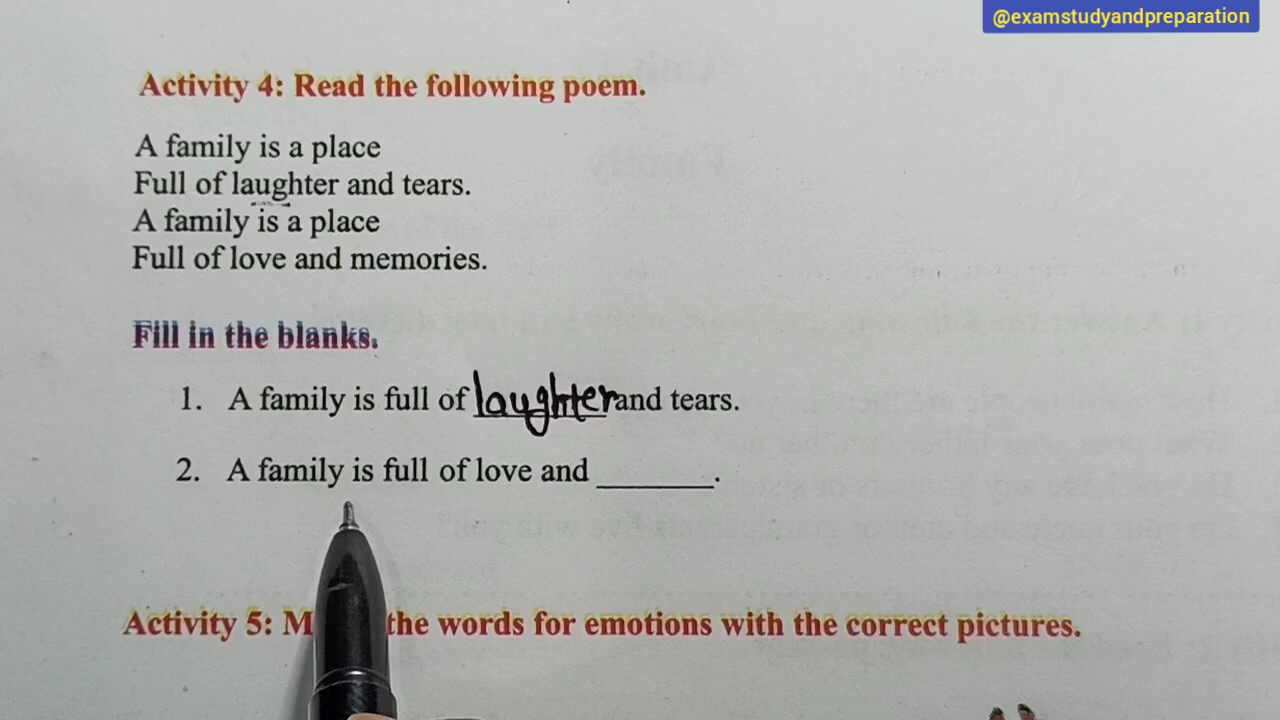 @examstudyandpreparation
Activity 4: Read the following poem.
A family is a place
Full of laughter and tears.
A family is a place
Full of love and memories.
Fill in the blanks.
1. A family is full of laughter and tears.
2. A family is full of love and ________.
Activity 5: M the words for emotions with the correct pictures.